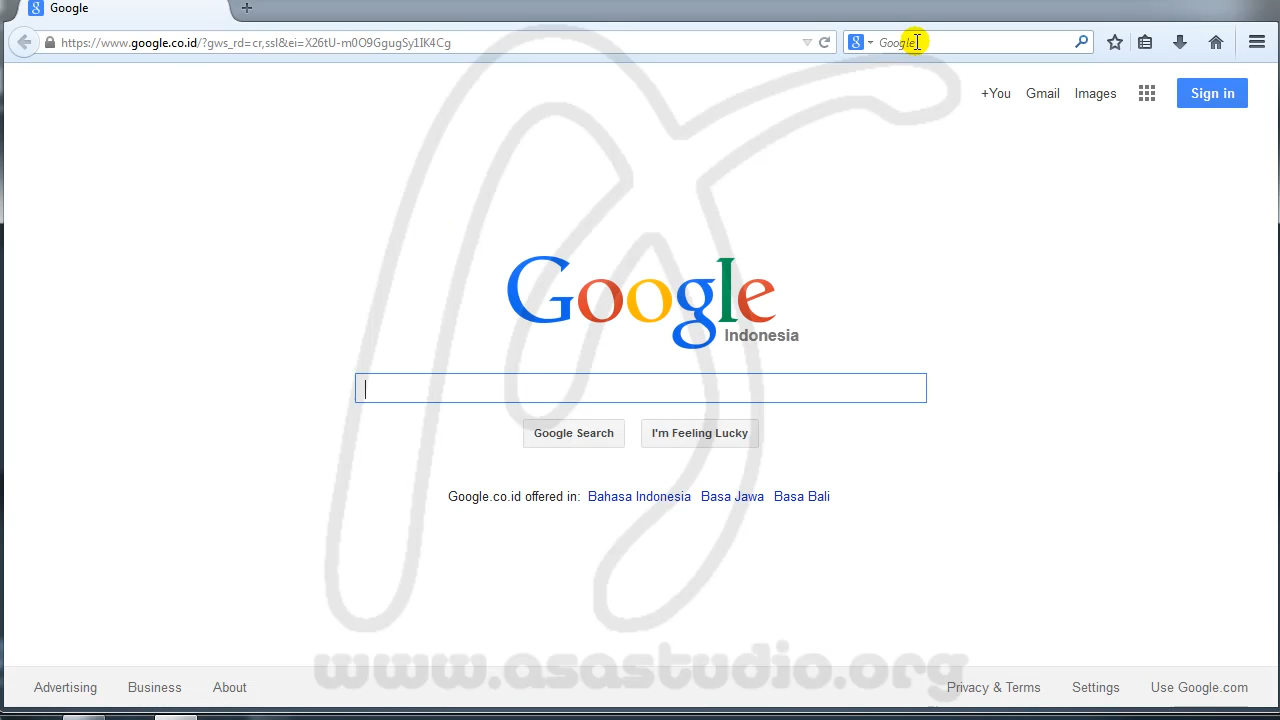 Google
https://www.google.co.id/?gws_rd=cr,ssl&ei=X26tU-m0O9GgugSy1IK4Cg
Google
+You Gmail Images Sign in
Google
Indonesia
Google Search I'm Feeling Lucky
Google.co.id offered in: Bahasa Indonesia Basa Jawa Basa Bali
www.asastudio.org
Advertising Business About Privacy & Terms Settings Use Google.com